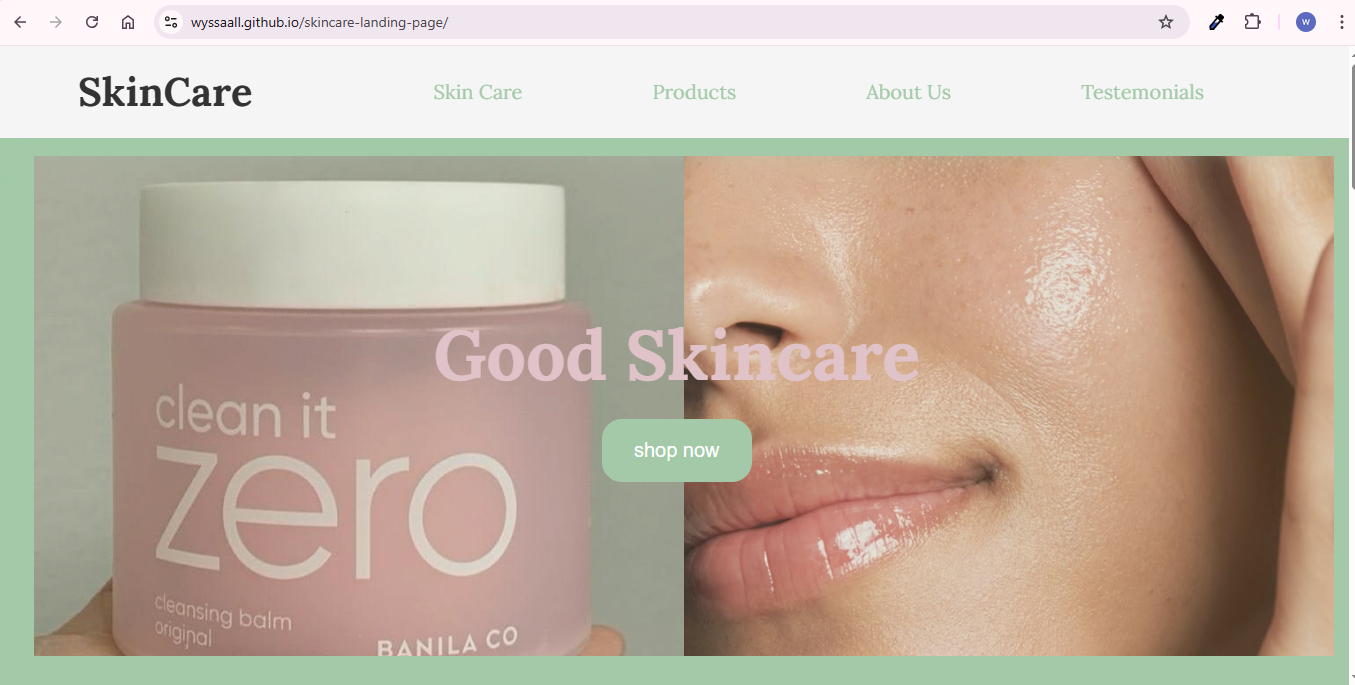 wyssaall.github.io/skincare-landing-page/
W
SkinCare
Skin Care
Products
About Us
Testemonials
Good Skincare
shop now
clean it
zero
cleansing balm
original
BANILA CO